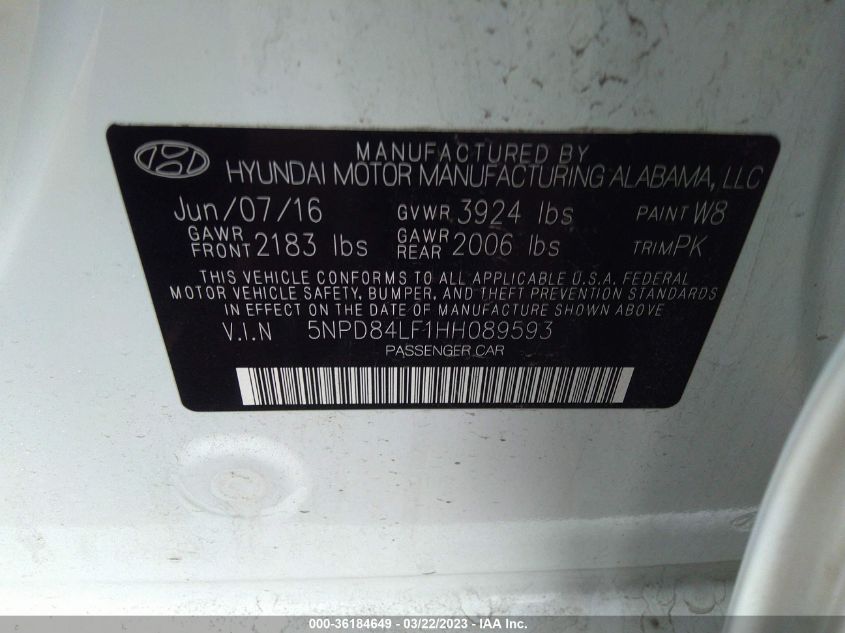 MANUFACTURED BY
HYUNDAI MOTOR MANUFACTURING ALABAMA, LLC
Jun/07/16 GVWR 3924 lbs PAINT W8
GAWR FRONT 2183 lbs GAWR REAR 2006 lbs TRIM PK
THIS VEHICLE CONFORMS TO ALL APPLICABLE U.S.A. FEDERAL
MOTOR VEHICLE SAFETY, BUMPER, AND THEFT PREVENTION STANDARDS
IN EFFECT ON THE DATE OF MANUFACTURE SHOWN ABOVE
V.I.N 5NPD84LF1HH089593
PASSENGER CAR
000-36184649 - 03/22/2023 - IAA Inc.